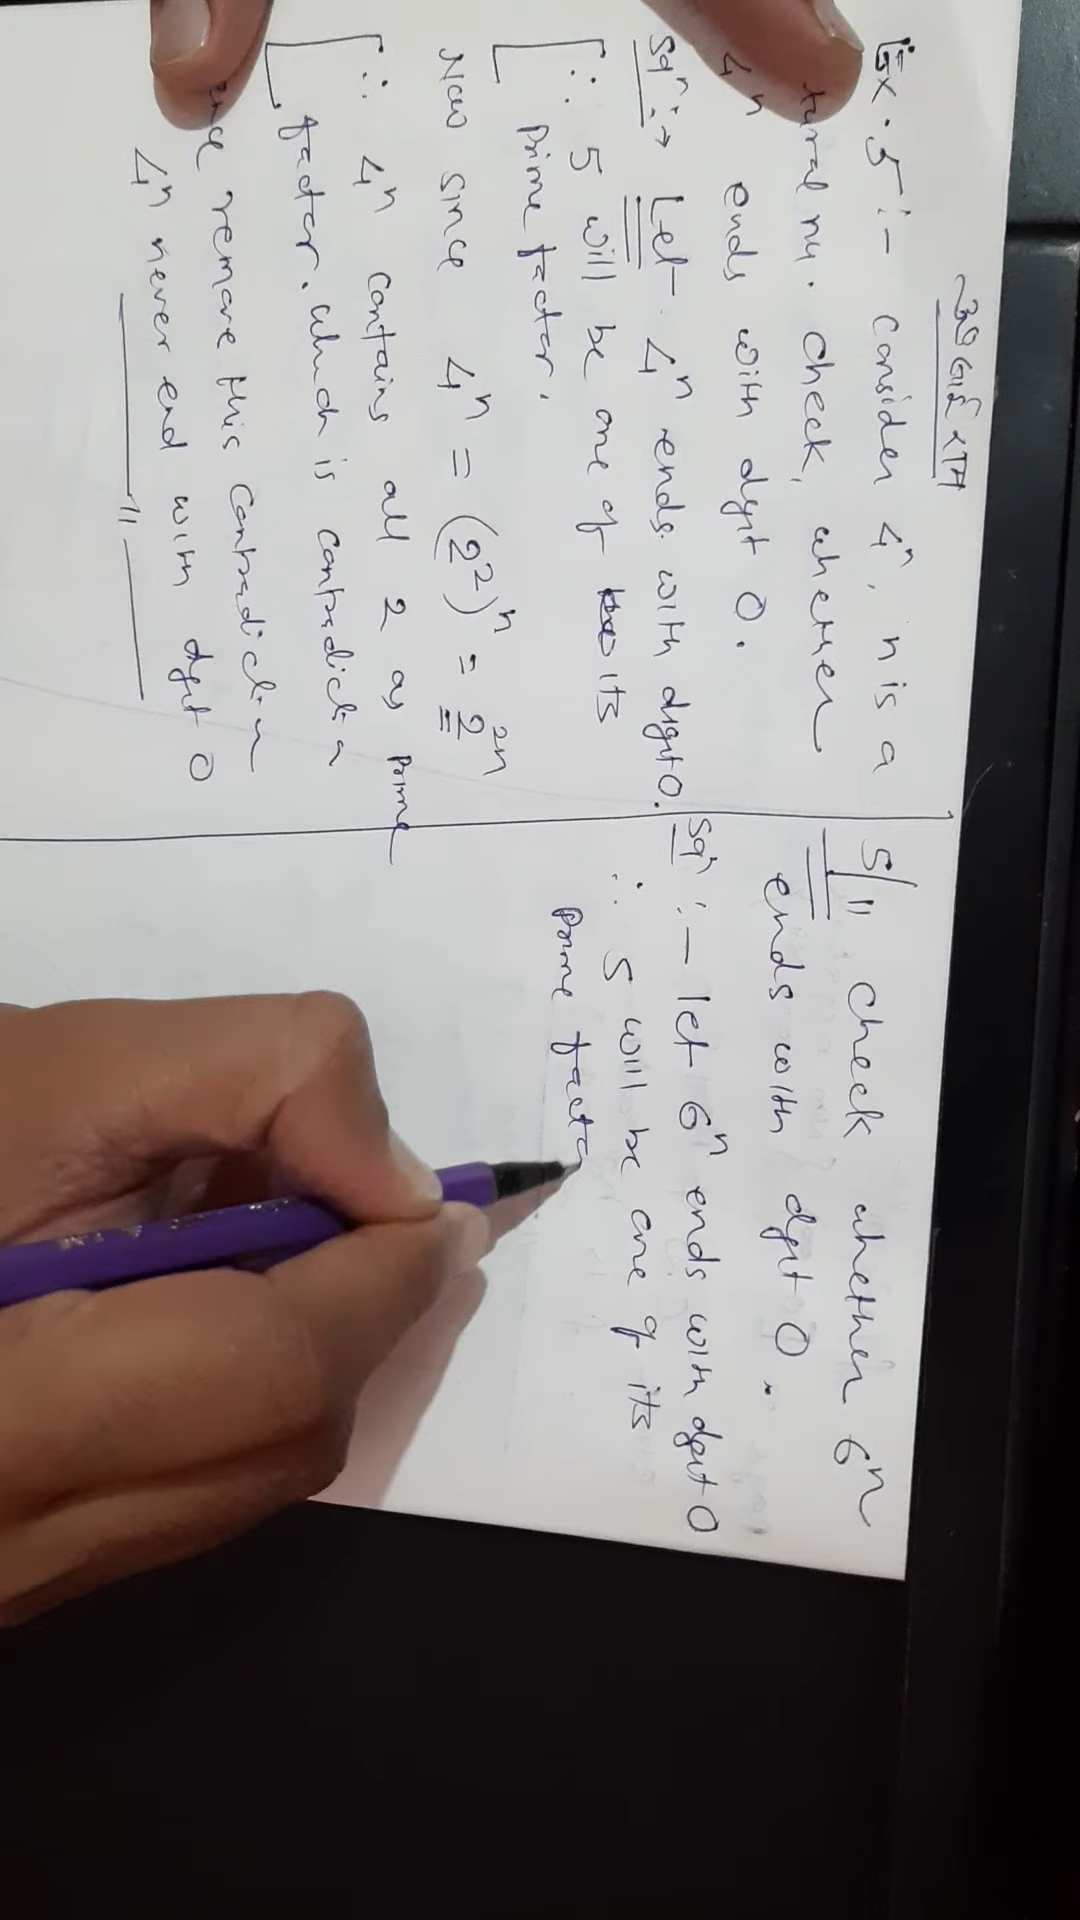 Ex. 5 :- Consider 4ⁿ, n is a
tural no. check, whether
4ⁿ ends with digit 0.
Solⁿ :→ Let 4ⁿ ends with digit 0.
∴ 5 will be one of its
Prime factor.
Now since 4ⁿ = (2²)ⁿ = 2²ⁿ
∴ 4ⁿ contains all 2 as prime
factor. which is contradiction
nce remove this contradiction
4ⁿ never end with digit 0
5/ check whether 6ⁿ
ends with digit 0.
Solⁿ :- let 6ⁿ ends with digit 0
∴ 5 will be one of its
Prime facto